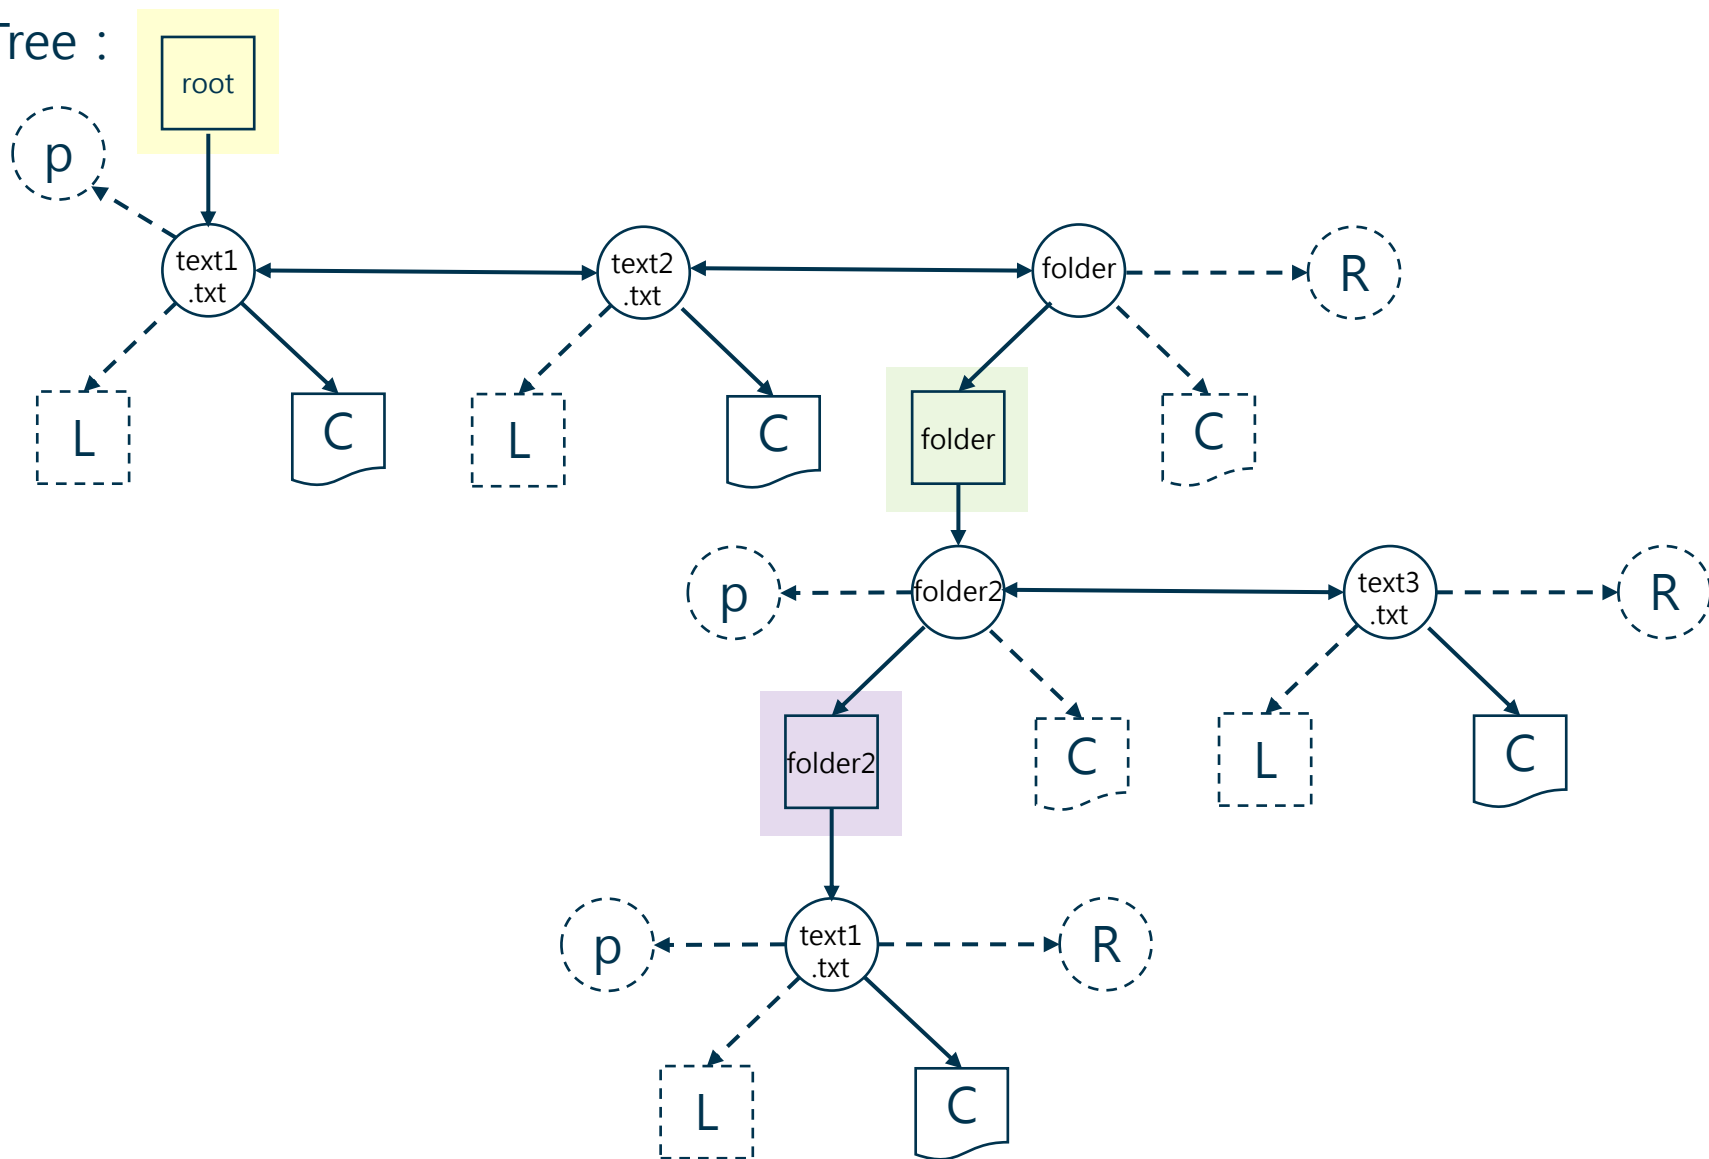 Tree :
root
p
text1
.txt
text2
.txt
folder
R
L
C
L
C
folder
C
p
folder2
text3
.txt
R
folder2
C
L
C
p
text1
.txt
R
L
C